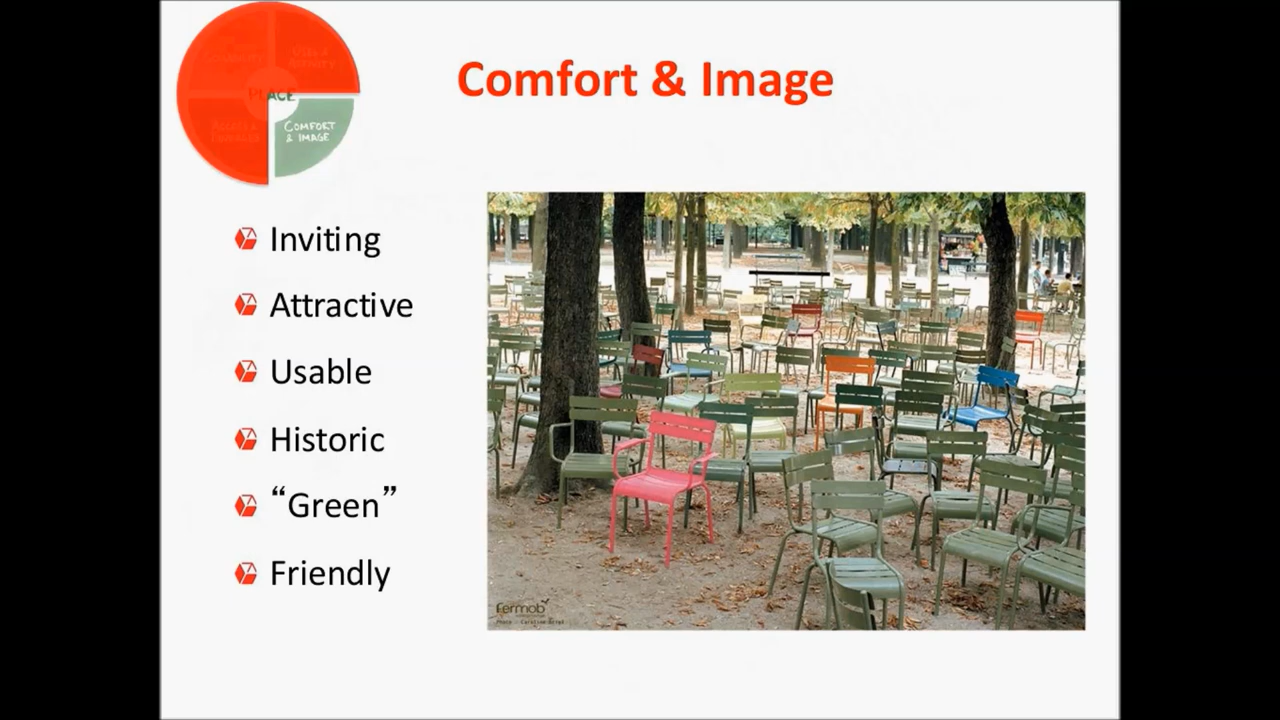 Comfort & Image
PLACE
COMFORT
& IMAGE
Inviting
Attractive
Usable
Historic
“Green”
Friendly
Fermob